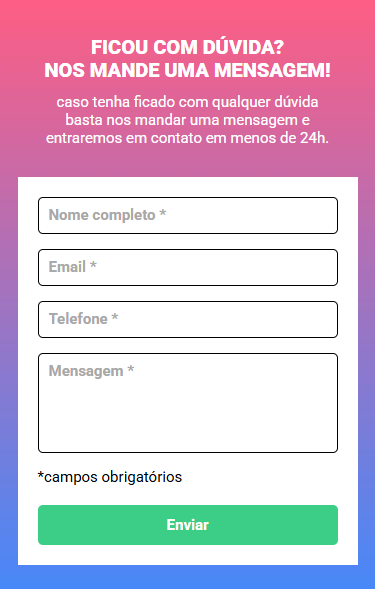 FICOU COM DÚVIDA?
NOS MANDE UMA MENSAGEM!
caso tenha ficado com qualquer dúvida
basta nos mandar uma mensagem e
entraremos em contato em menos de 24h.
Nome completo *
Email *
Telefone *
Mensagem *
*campos obrigatórios
Enviar